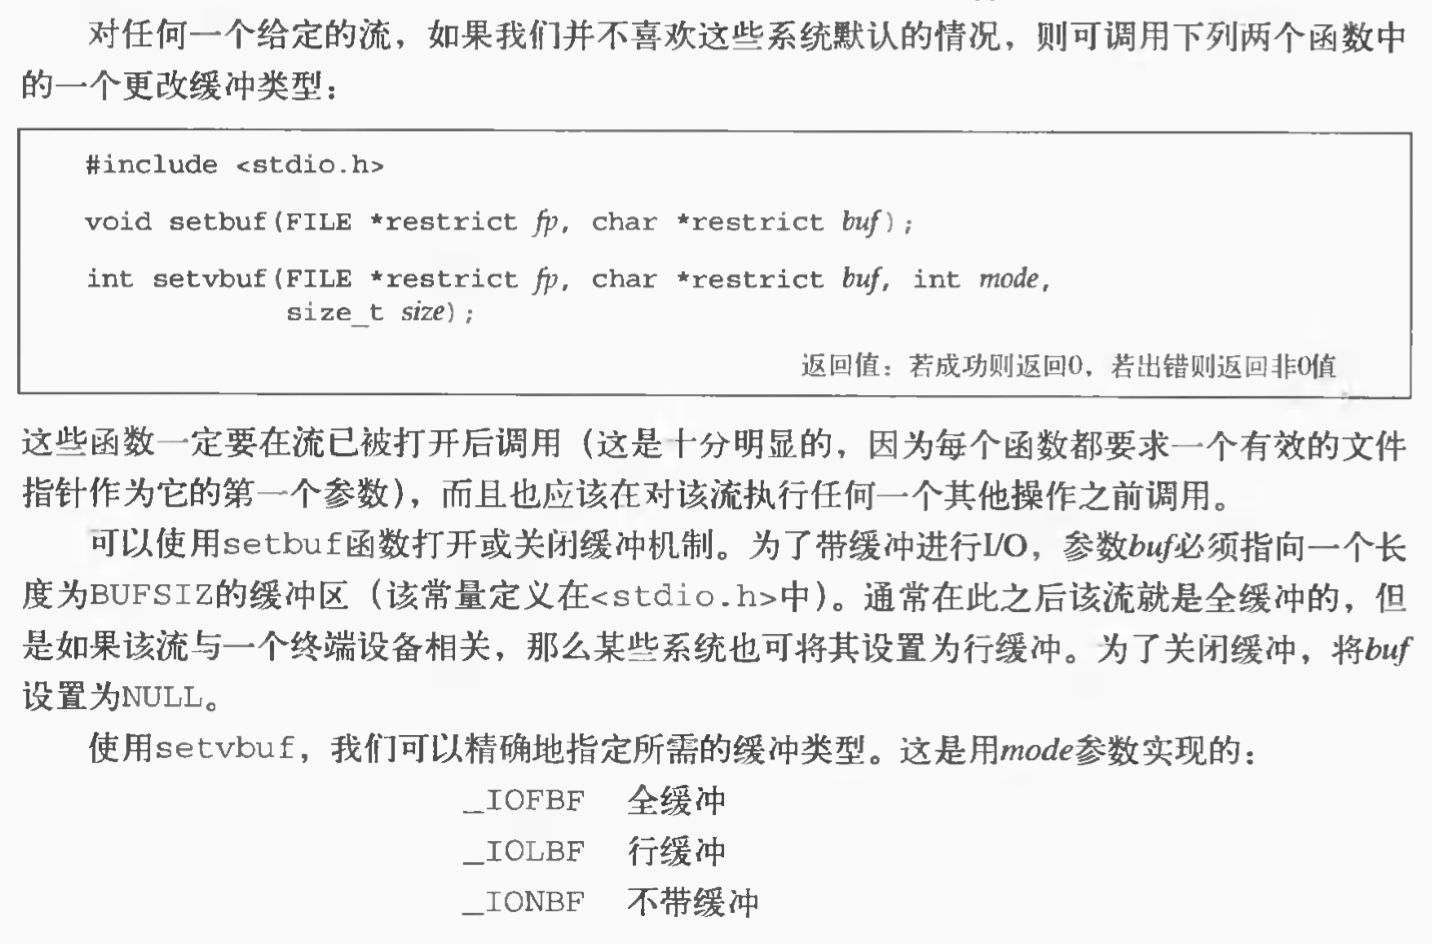 对任何一个给定的流，如果我们并不喜欢这些系统默认的情况，则可调用下列两个函数中
的一个更改缓冲类型：
#include <stdio.h>
void setbuf(FILE *restrict fp, char *restrict buf);
int setvbuf(FILE *restrict fp, char *restrict buf, int mode,
size_t size);
返回值：若成功则返回0，若出错则返回非0值
这些函数一定要在流已被打开后调用（这是十分明显的，因为每个函数都要求一个有效的文件
指针作为它的第一个参数），而且也应该在对该流执行任何一个其他操作之前调用。
可以使用setbuf函数打开或关闭缓冲机制。为了带缓冲进行I/O，参数buf必须指向一个长
度为BUFSIZ的缓冲区（该常量定义在<stdio.h>中）。通常在此之后该流就是全缓冲的，但
是如果该流与一个终端设备相关，那么某些系统也可将其设置为行缓冲。为了关闭缓冲，将buf
设置为NULL。
使用setvbuf，我们可以精确地指定所需的缓冲类型。这是用mode参数实现的：
_IOFBF 全缓冲
_IOLBF 行缓冲
_IONBF 不带缓冲